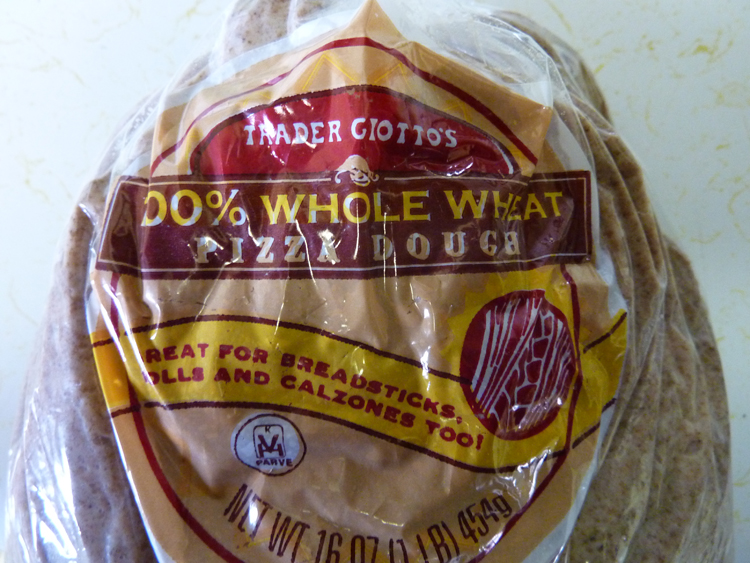 TRADER GIOTTO'S
00% WHOLE WHEAT
PIZZA DOUGH
REAT FOR BREADSTICKS,
OLLS AND CALZONES TOO!
K
PARVE
NET WT. 16 OZ (1 LB) 454g